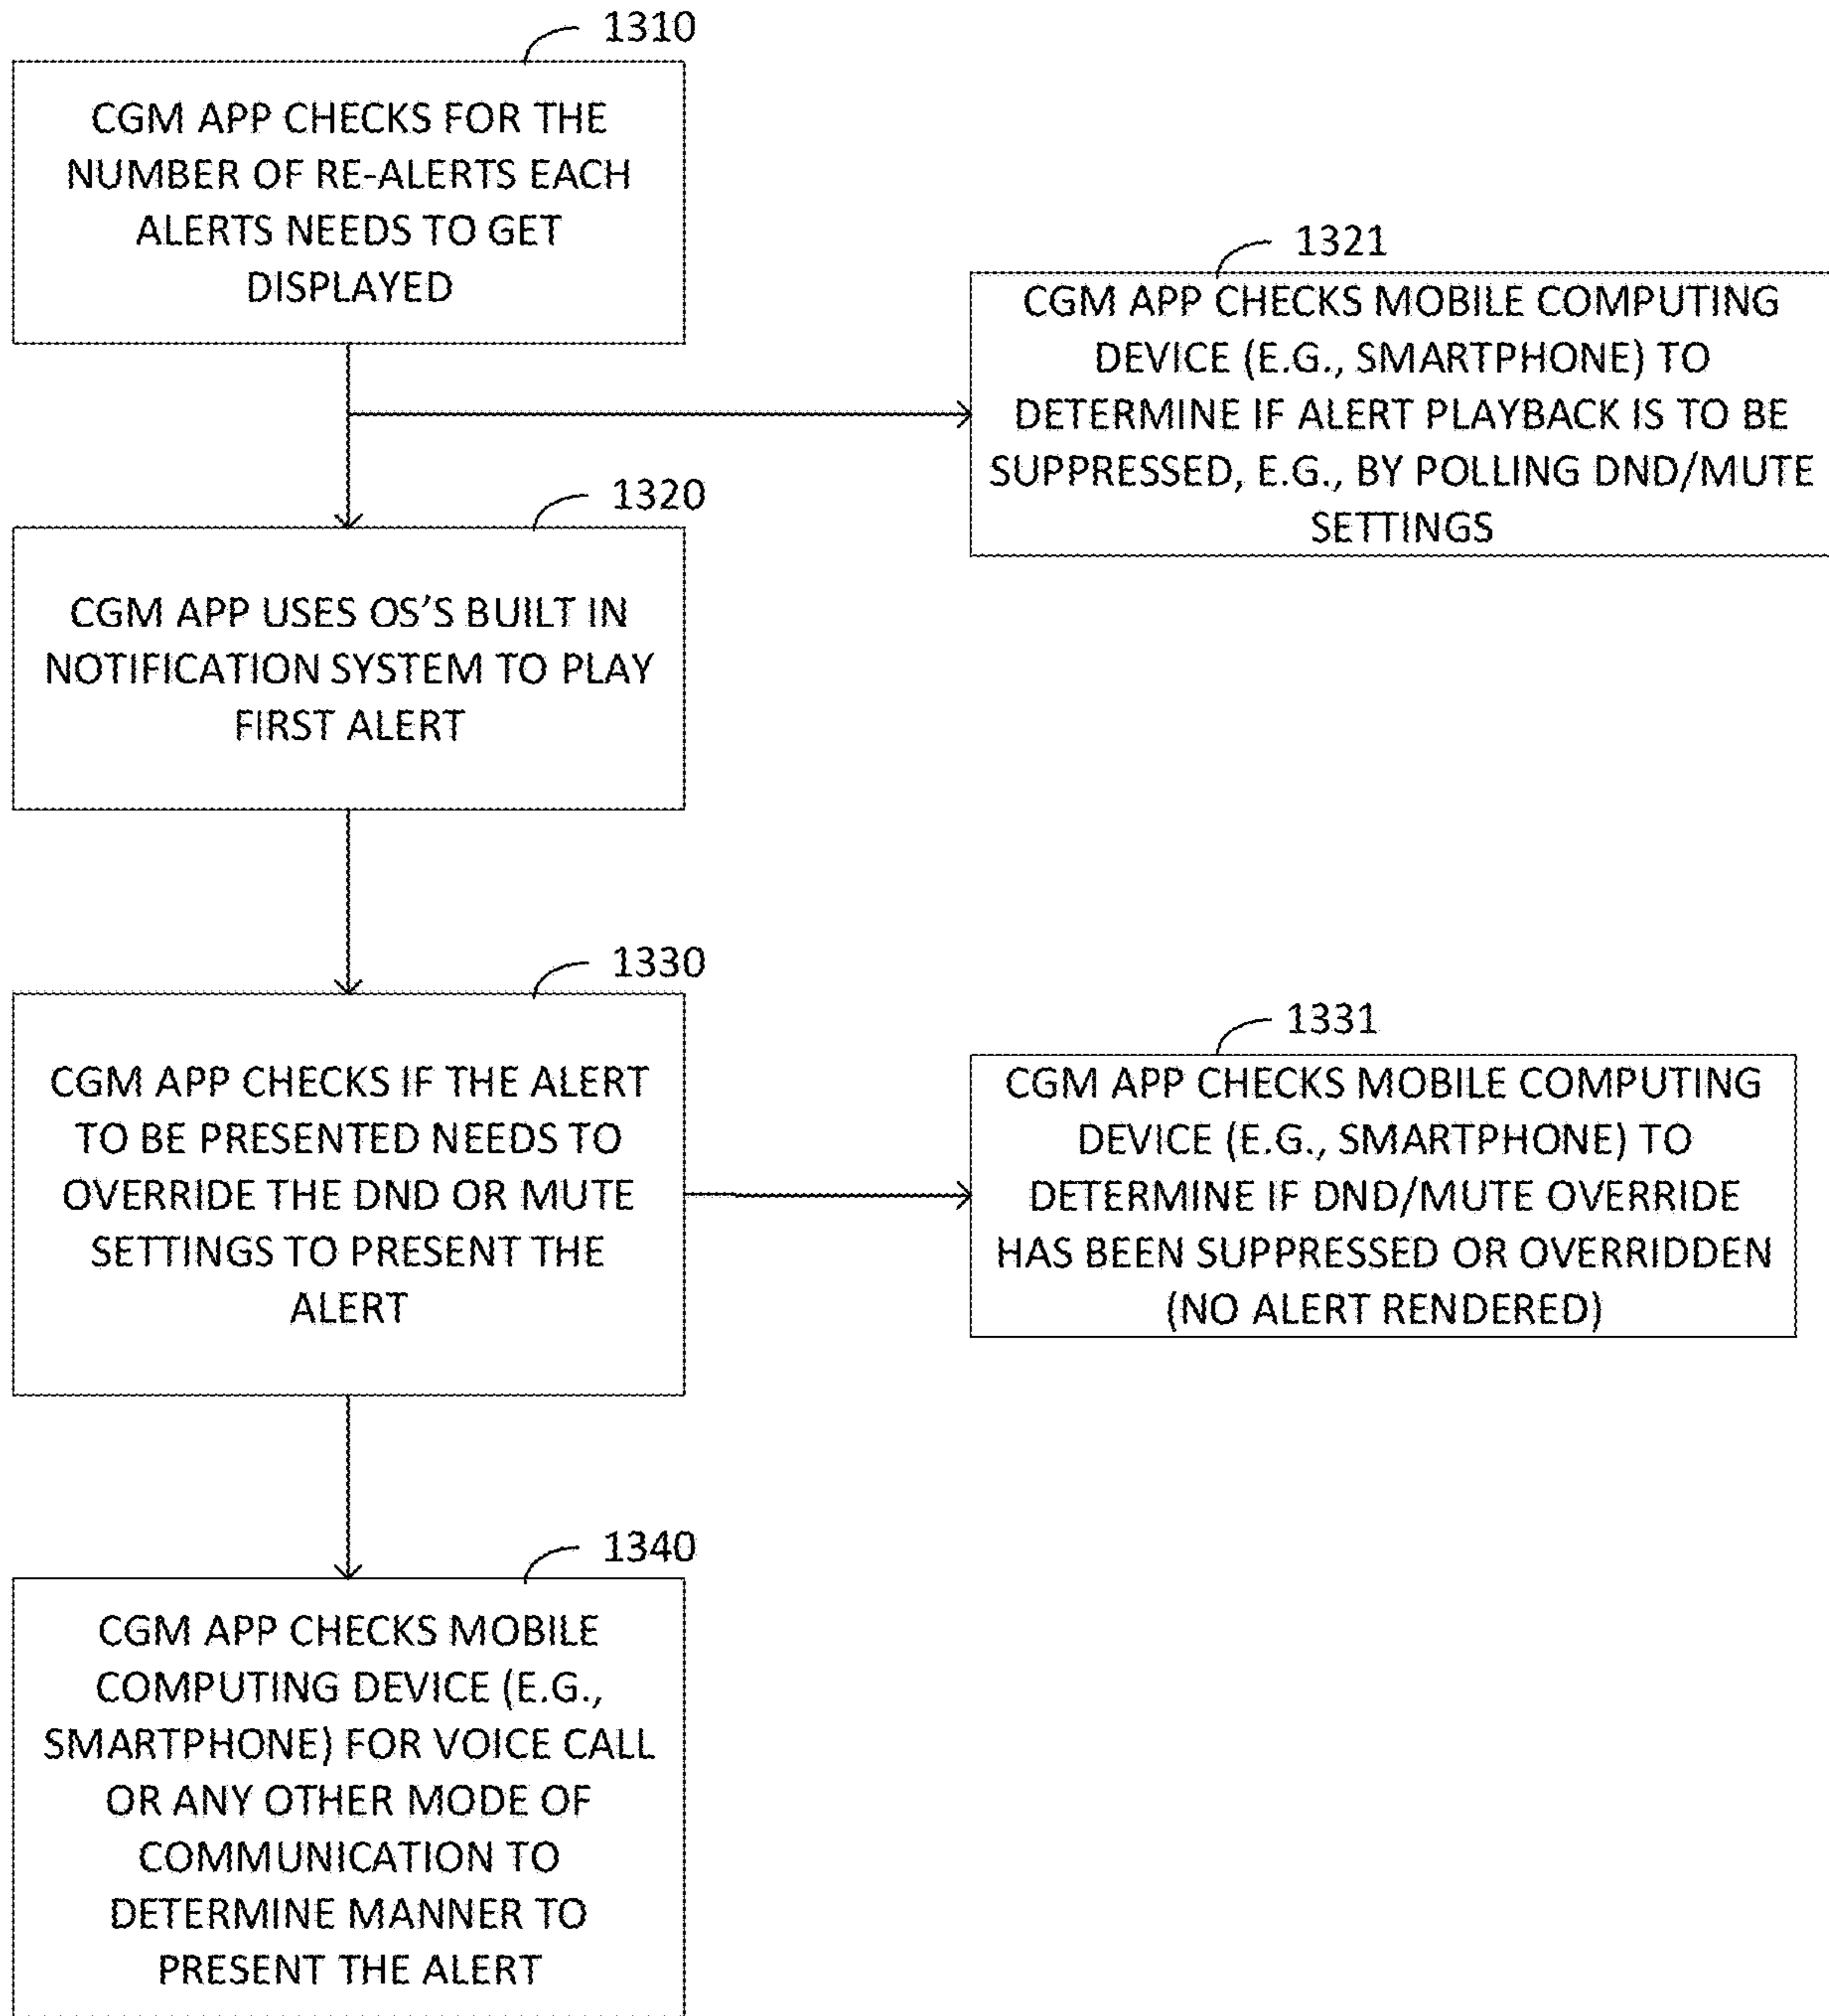 1310
CGM APP CHECKS FOR THE
NUMBER OF RE-ALERTS EACH
ALERTS NEEDS TO GET
DISPLAYED
1321
CGM APP CHECKS MOBILE COMPUTING
DEVICE (E.G., SMARTPHONE) TO
DETERMINE IF ALERT PLAYBACK IS TO BE
SUPPRESSED, E.G., BY POLLING DND/MUTE
SETTINGS
1320
CGM APP USES OS'S BUILT IN
NOTIFICATION SYSTEM TO PLAY
FIRST ALERT
1330
CGM APP CHECKS IF THE ALERT
TO BE PRESENTED NEEDS TO
OVERRIDE THE DND OR MUTE
SETTINGS TO PRESENT THE
ALERT
1331
CGM APP CHECKS MOBILE COMPUTING
DEVICE (E.G., SMARTPHONE) TO
DETERMINE IF DND/MUTE OVERRIDE
HAS BEEN SUPPRESSED OR OVERRIDDEN
(NO ALERT RENDERED)
1340
CGM APP CHECKS MOBILE
COMPUTING DEVICE (E.G.,
SMARTPHONE) FOR VOICE CALL
OR ANY OTHER MODE OF
COMMUNICATION TO
DETERMINE MANNER TO
PRESENT THE ALERT